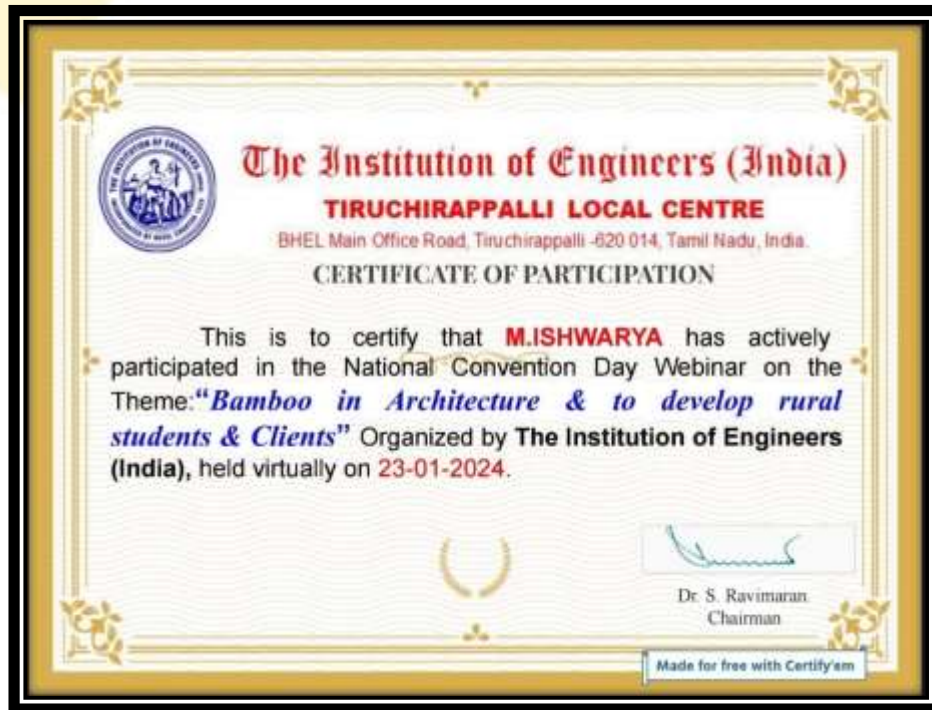 The Institution of Engineers (India)
TIRUCHIRAPPALLI LOCAL CENTRE
BHEL Main Office Road, Tiruchirappalli -620 014, Tamil Nadu, India.
CERTIFICATE OF PARTICIPATION
This is to certify that M.ISHWARYA has actively
participated in the National Convention Day Webinar on the
Theme:“Bamboo in Architecture & to develop rural
students & Clients” Organized by The Institution of Engineers
(India), held virtually on 23-01-2024.
Dr. S. Ravimaran
Chairman
Made for free with Certify'em